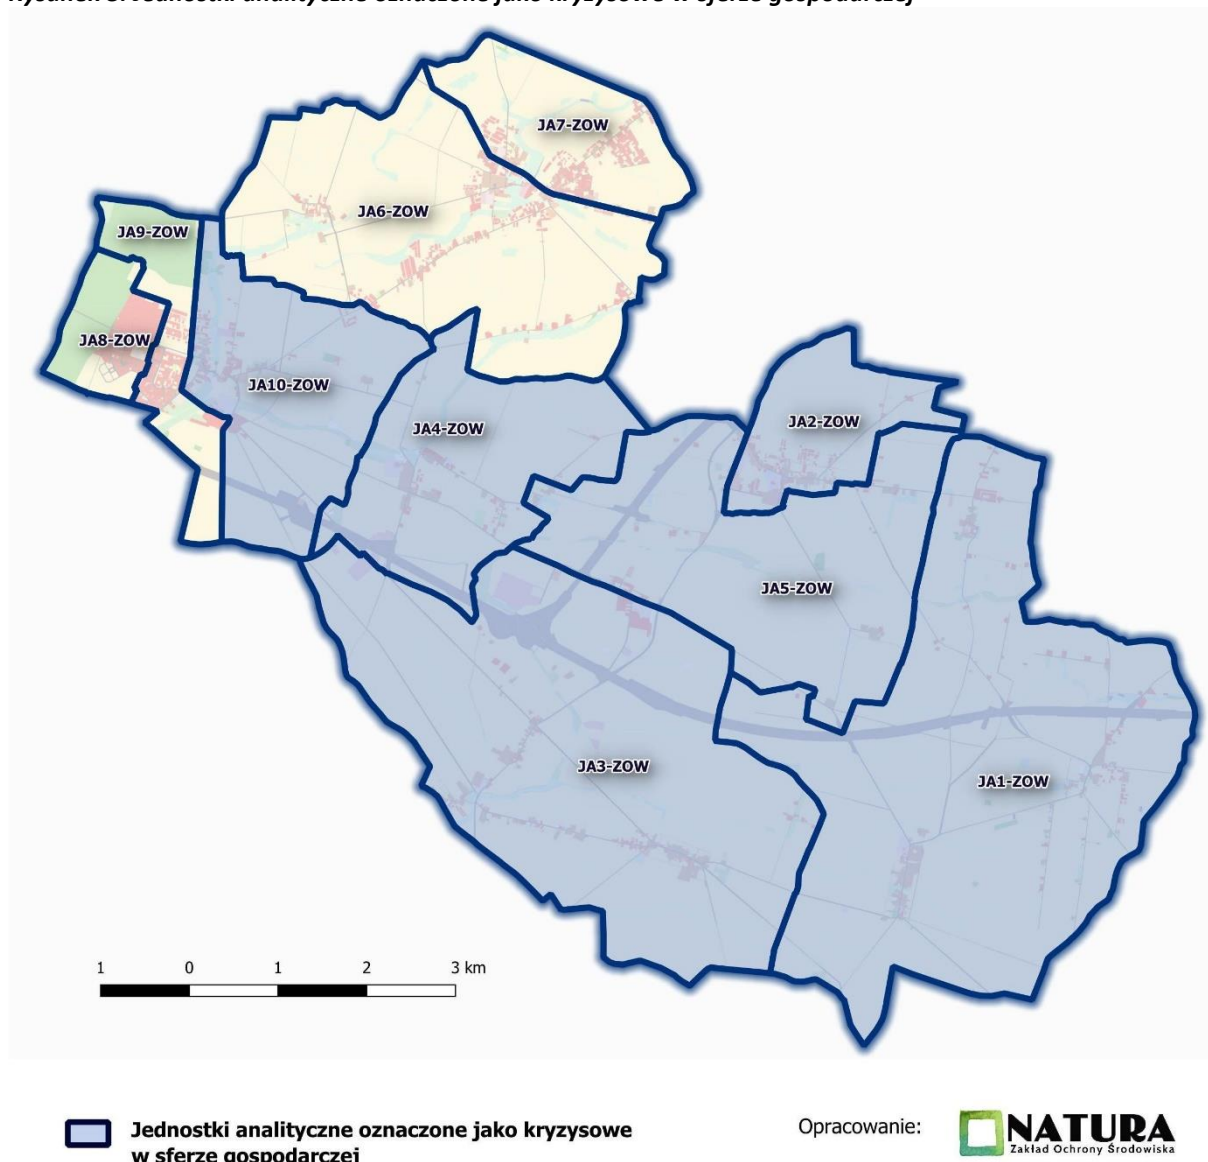 JA7-ZOW
JA6-ZOW
JA9-ZOW
JA8-ZOW
JA10-ZOW
JA4-ZOW
JA2-ZOW
JA5-ZOW
JA3-ZOW
JA1-ZOW
1 0 1 2 3 km
Jednostki analityczne oznaczone jako kryzysowe
w sferze gospodarczej
Opracowanie:
NATURA
Zakład Ochrony Środowiska